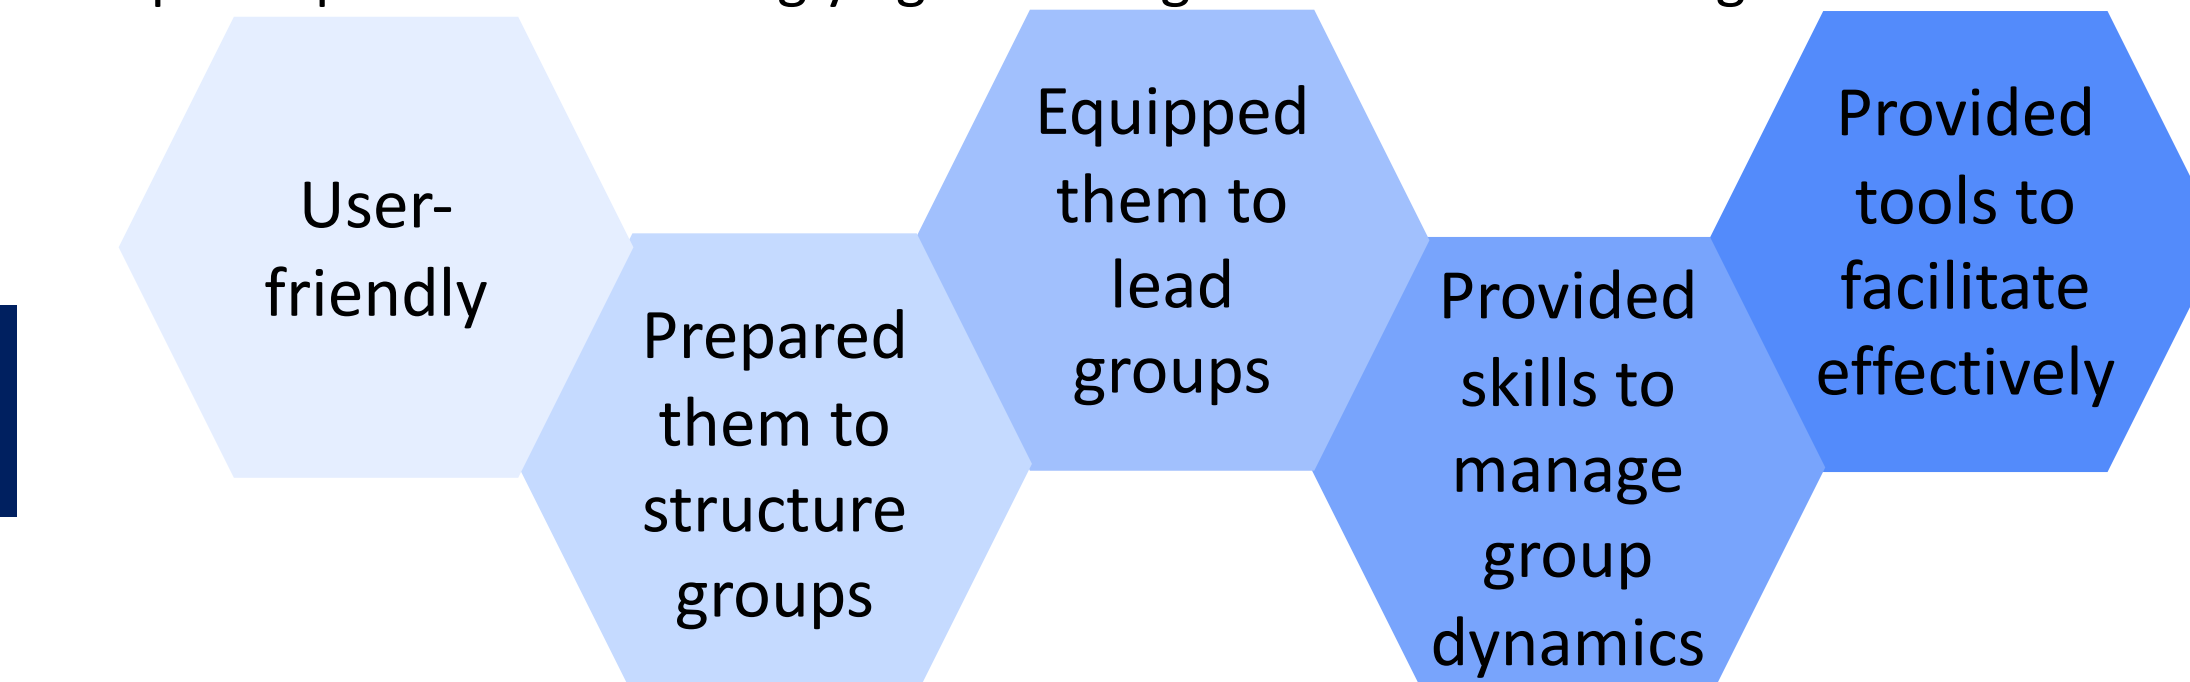 User-
friendly
Prepared
them to
structure
groups
Equipped
them to
lead
groups
Provided
skills to
manage
group
dynamics
Provided
tools to
facilitate
effectively